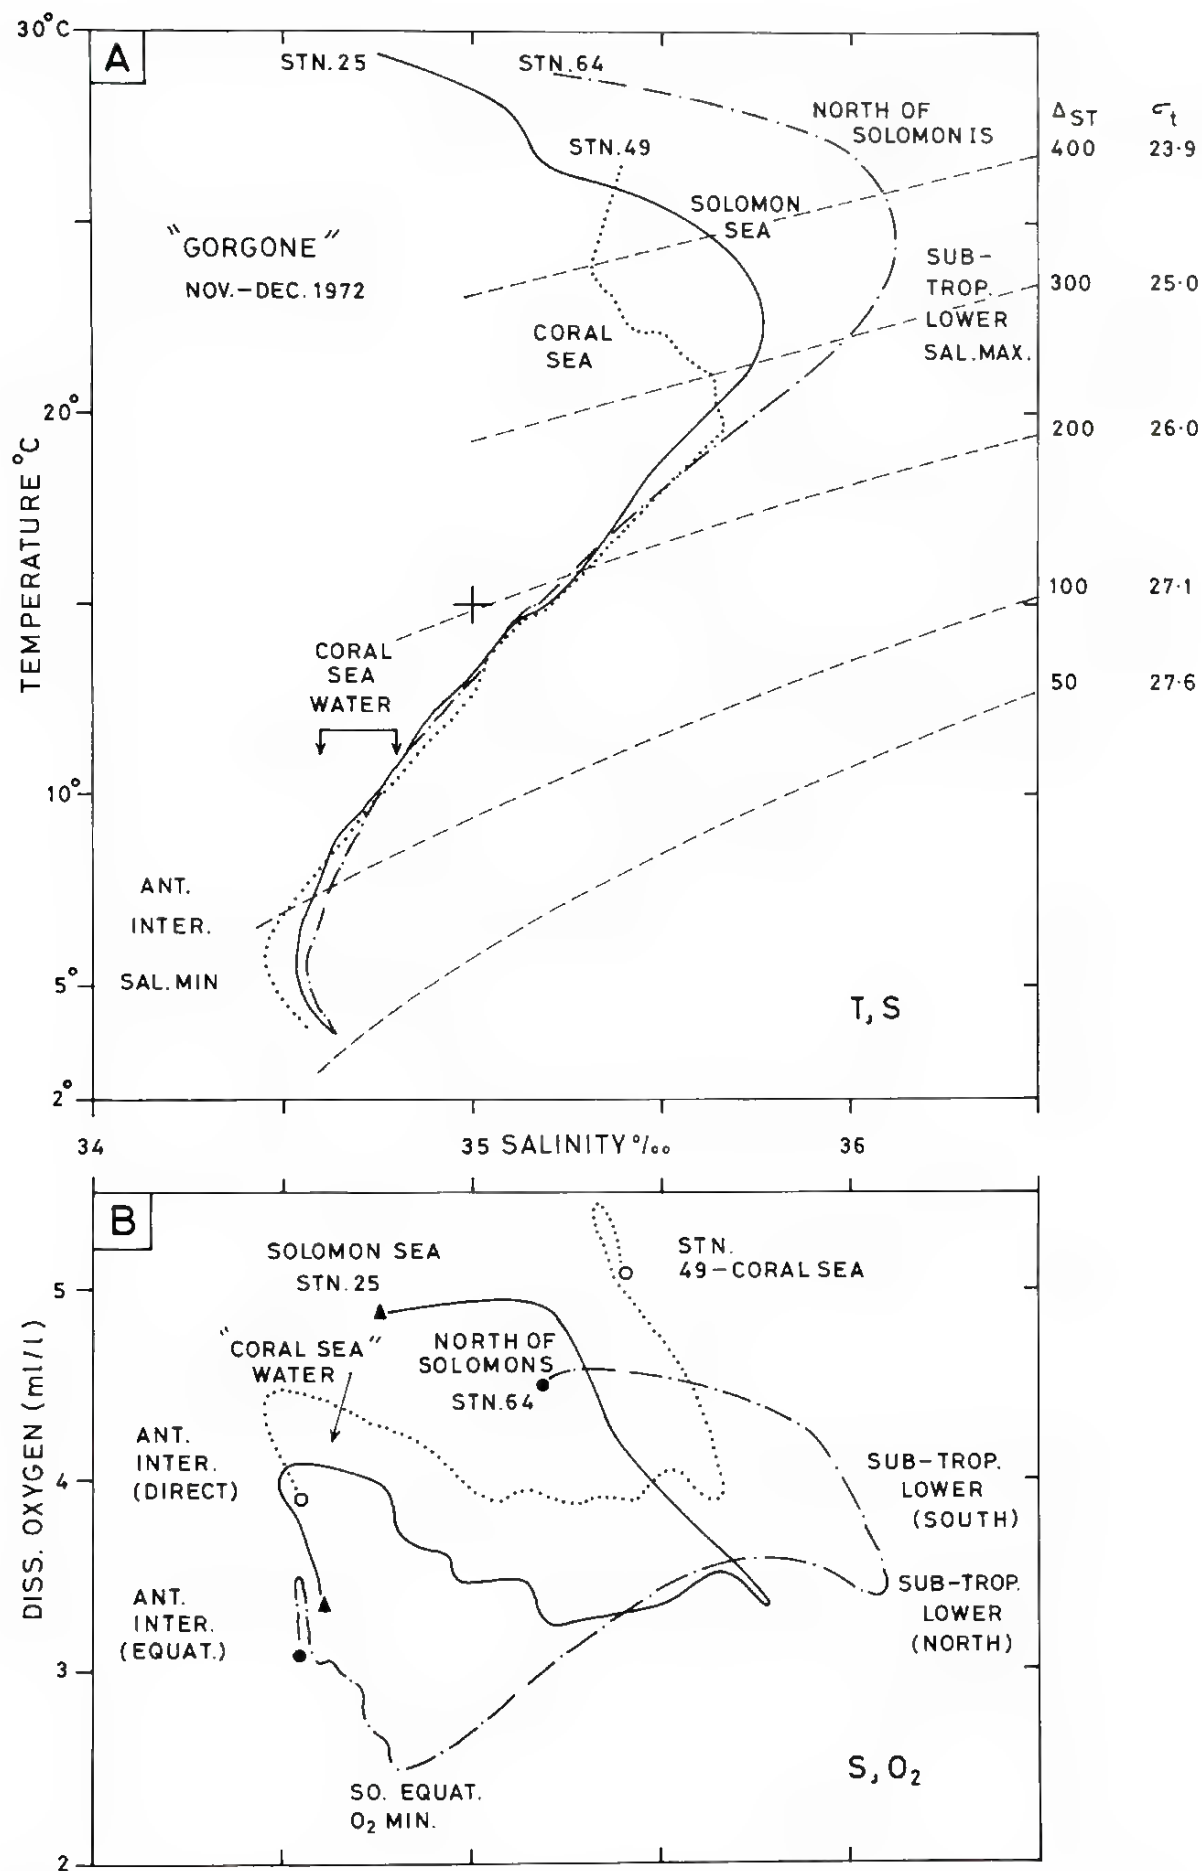 30°C
A
STN.25
STN.64
NORTH OF
SOLOMON IS
ΔST
σt
STN.49
400
23·9
SOLOMON
SEA
"GORGONE"
NOV.–DEC. 1972
SUB-
TROP.
LOWER
SAL.MAX.
300
25·0
CORAL
SEA
20°
200
26·0
TEMPERATURE °C
100
27·1
CORAL
SEA
WATER
50
27·6
10°
ANT.
INTER.
SAL.MIN
5°
T, S
2°
34
35
SALINITY ‰
36
B
SOLOMON SEA
STN.25
STN.
49–CORAL SEA
5
"CORAL SEA"
WATER
NORTH OF
SOLOMONS
STN.64
ANT.
INTER.
(DIRECT)
4
SUB-TROP.
LOWER
(SOUTH)
DISS. OXYGEN (ml/l)
ANT.
INTER.
(EQUAT.)
SUB-TROP.
LOWER
(NORTH)
3
SO. EQUAT.
O₂ MIN.
S, O₂
2